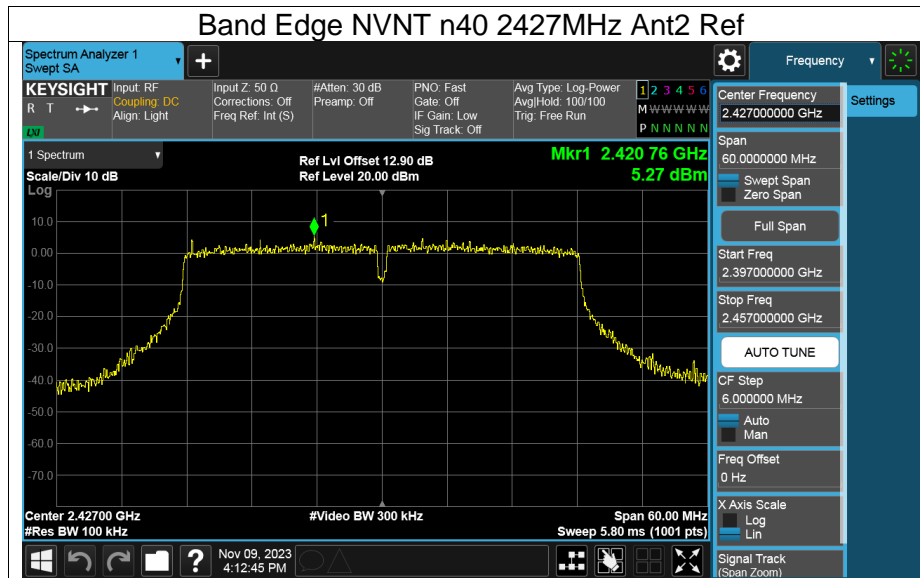 Band Edge NVNT n40 2427MHz Ant2 Ref
Spectrum Analyzer 1
Swept SA
+
Frequency
KEYSIGHT
R T
LXI
Input: RF
Coupling: DC
Align: Light
Input Z: 50 Ω
Corrections: Off
Freq Ref: Int (S)
#Atten: 30 dB
Preamp: Off
PNO: Fast
Gate: Off
IF Gain: Low
Sig Track: Off
Avg Type: Log-Power
Avg|Hold: 100/100
Trig: Free Run
1 2 3 4 5 6
M W W W W W
P N N N N N
1 Spectrum
Scale/Div 10 dB
Log
Ref Lvl Offset 12.90 dB
Ref Level 20.00 dBm
Mkr1 2.420 76 GHz
5.27 dBm
1
10.0
0.00
-10.0
-20.0
-30.0
-40.0
-50.0
-60.0
-70.0
Center 2.42700 GHz
#Res BW 100 kHz
#Video BW 300 kHz
Span 60.00 MHz
Sweep 5.80 ms (1001 pts)
Center Frequency
2.427000000 GHz
Settings
Span
60.0000000 MHz
Swept Span
Zero Span
Full Span
Start Freq
2.397000000 GHz
Stop Freq
2.457000000 GHz
AUTO TUNE
CF Step
6.000000 MHz
Auto
Man
Freq Offset
0 Hz
X Axis Scale
Log
Lin
Signal Track
(Span Zoom)
?
Nov 09, 2023
4:12:45 PM